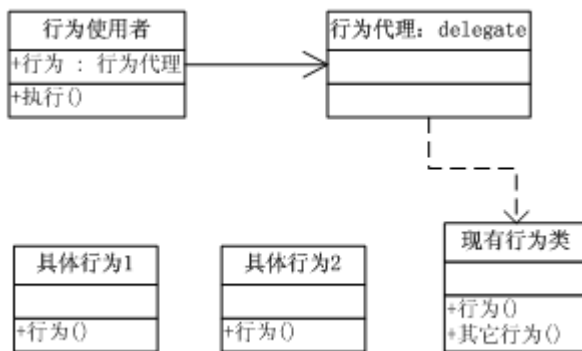 行为使用者
+行为 : 行为代理
+执行()
行为代理: delegate
具体行为1
+行为()
具体行为2
+行为()
现有行为类
+行为()
+其它行为()